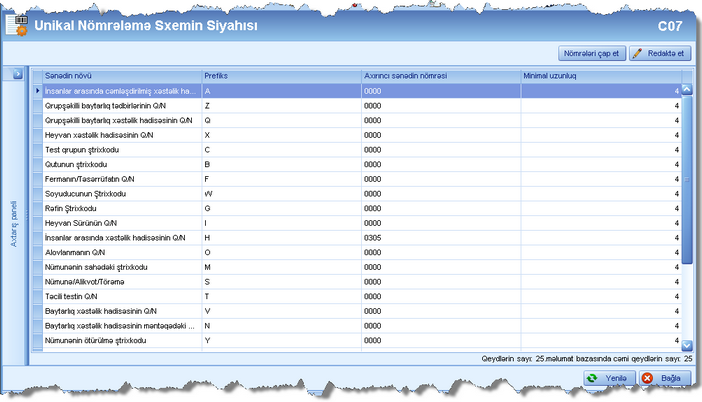 Unikal Nömrələmə Sxemin Siyahısı C07
Nömrələri çap et Redaktə et
Sənədin növü Prefiks Axırıncı sənədin nömrəsi Minimal uzunluq
İnsanlar arasında cəmləşdirilmiş xəstəlik ha... A 0000 4
Qrupşəkilli baytarlıq tədbirlərinin Q/N Z 0000 4
Qrupşəkilli baytarlıq xəstəlik hadisəsinin Q/N Q 0000 4
Heyvan xəstəlik hadisəsinin Q/N X 0000 4
Test qrupun ştrixkodu C 0000 4
Qutunun ştrixkodu B 0000 4
Fermanın/Təsərrüfatın Q/N F 0000 4
Soyuducunun Ştrixkodu W 0000 4
Rəfin Ştrixkodu G 0000 4
Heyvan Sürünün Q/N I 0000 4
İnsanlar arasında xəstəlik hadisəsinin Q/N H 0305 4
Alovlanmanın Q/N O 0000 4
Nümunənin sahədəki ştrixkodu M 0000 4
Nümunə/Alikvot/Törəmə S 0000 4
Təcili testin Q/N T 0000 4
Baytarlıq xəstəlik hadisəsinin Q/N V 0000 4
Baytarlıq xəstəlik hadisəsinin məntəqədəki ... N 0000 4
Nümunənin ötürülmə ştrixkodu Y 0000 4
Axtarış paneli
Qeydlərin sayı: 25.məlumat bazasında cəmi qeydlərin sayı: 25
Yenilə Bağla